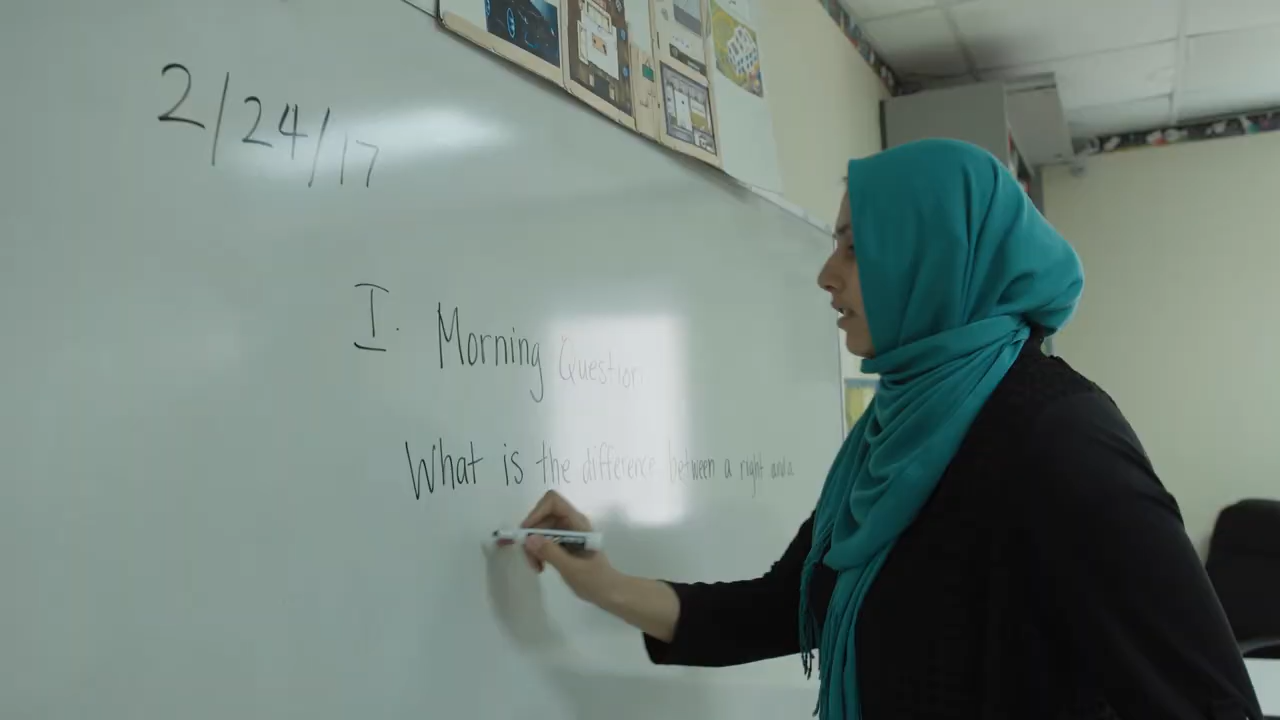 2/24/17
I. Morning Question
What is the difference between a right and a